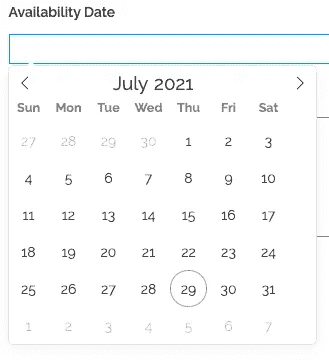 Availability Date
July 2021
Sun Mon Tue Wed Thu Fri Sat
27 28 29 30 1 2 3
4 5 6 7 8 9 10
11 12 13 14 15 16 17
18 19 20 21 22 23 24
25 26 27 28 29 30 31
1 2 3 4 5 6 7